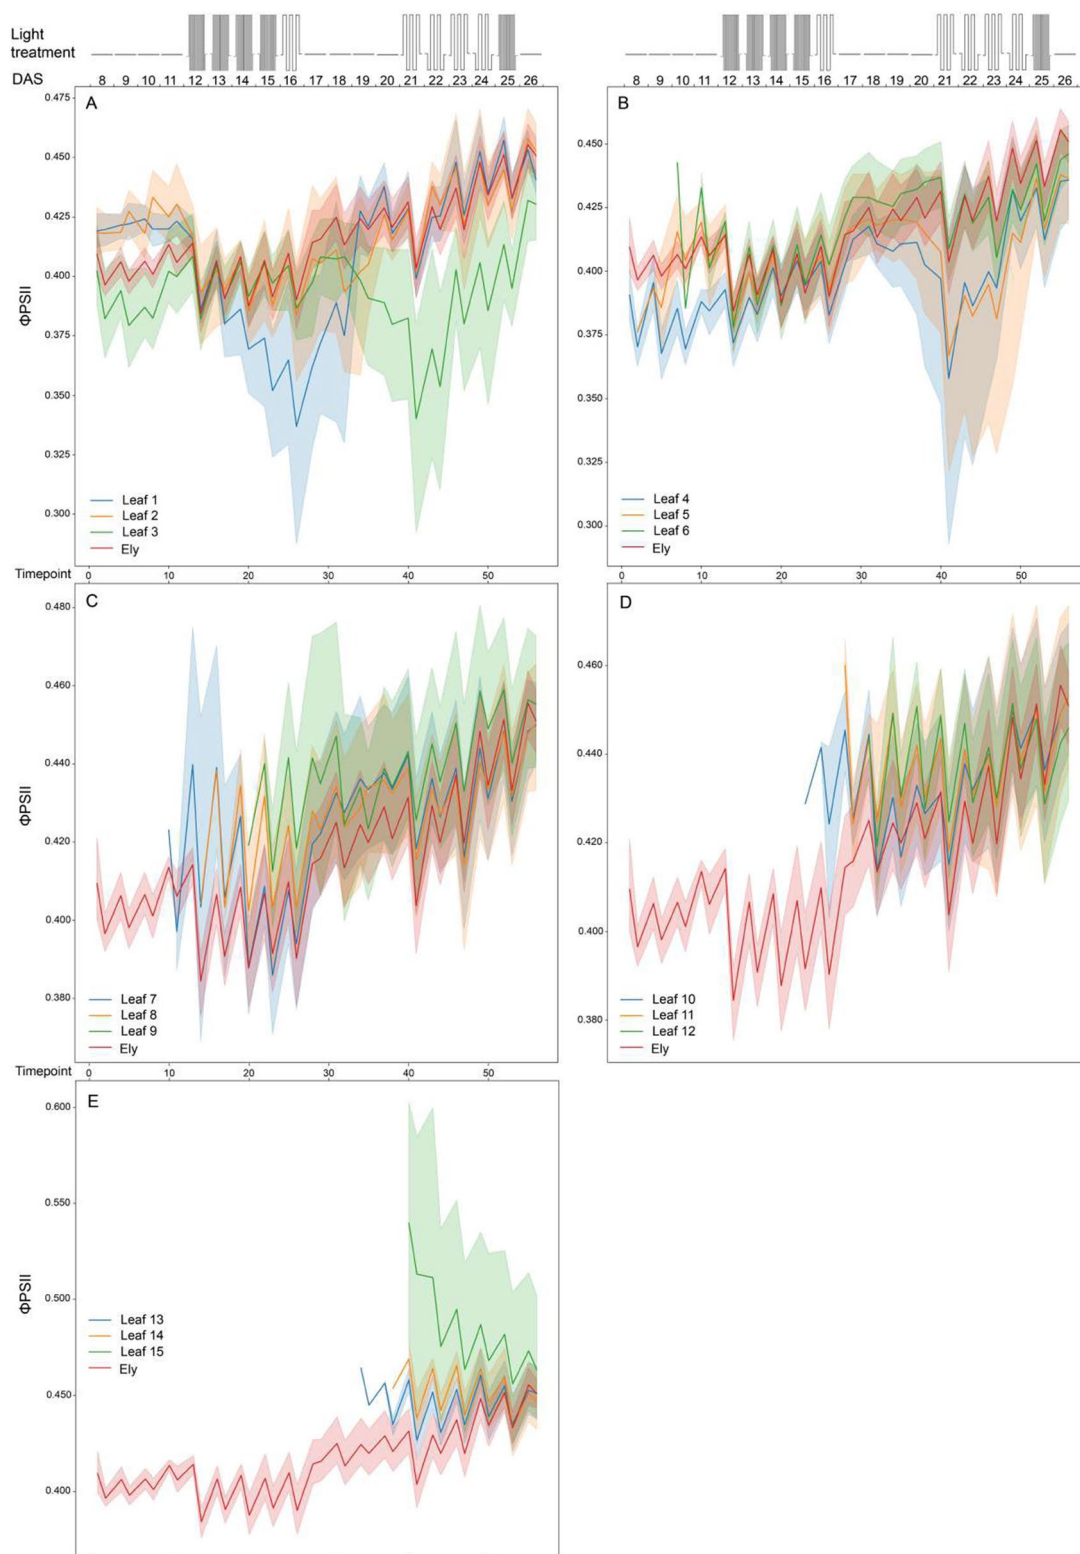 Light
treatment
DAS 8 9 10 11 12 13 14 15 16 17 18 19 20 21 22 23 24 25 26
8 9 10 11 12 13 14 15 16 17 18 19 20 21 22 23 24 25 26
A
0.475
0.450
0.425
0.400
0.375
0.350
0.325
0.300
ΦPSII
Leaf 1
Leaf 2
Leaf 3
Ely
B
0.450
0.425
0.400
0.375
0.350
0.325
0.300
Leaf 4
Leaf 5
Leaf 6
Ely
Timepoint 0 10 20 30 40 50
0 10 20 30 40 50
C
0.480
0.460
0.440
0.420
0.400
0.380
ΦPSII
Leaf 7
Leaf 8
Leaf 9
Ely
D
0.460
0.440
0.420
0.400
0.380
Leaf 10
Leaf 11
Leaf 12
Ely
Timepoint 0 10 20 30 40 50
E
0.600
0.550
0.500
0.450
0.400
ΦPSII
Leaf 13
Leaf 14
Leaf 15
Ely